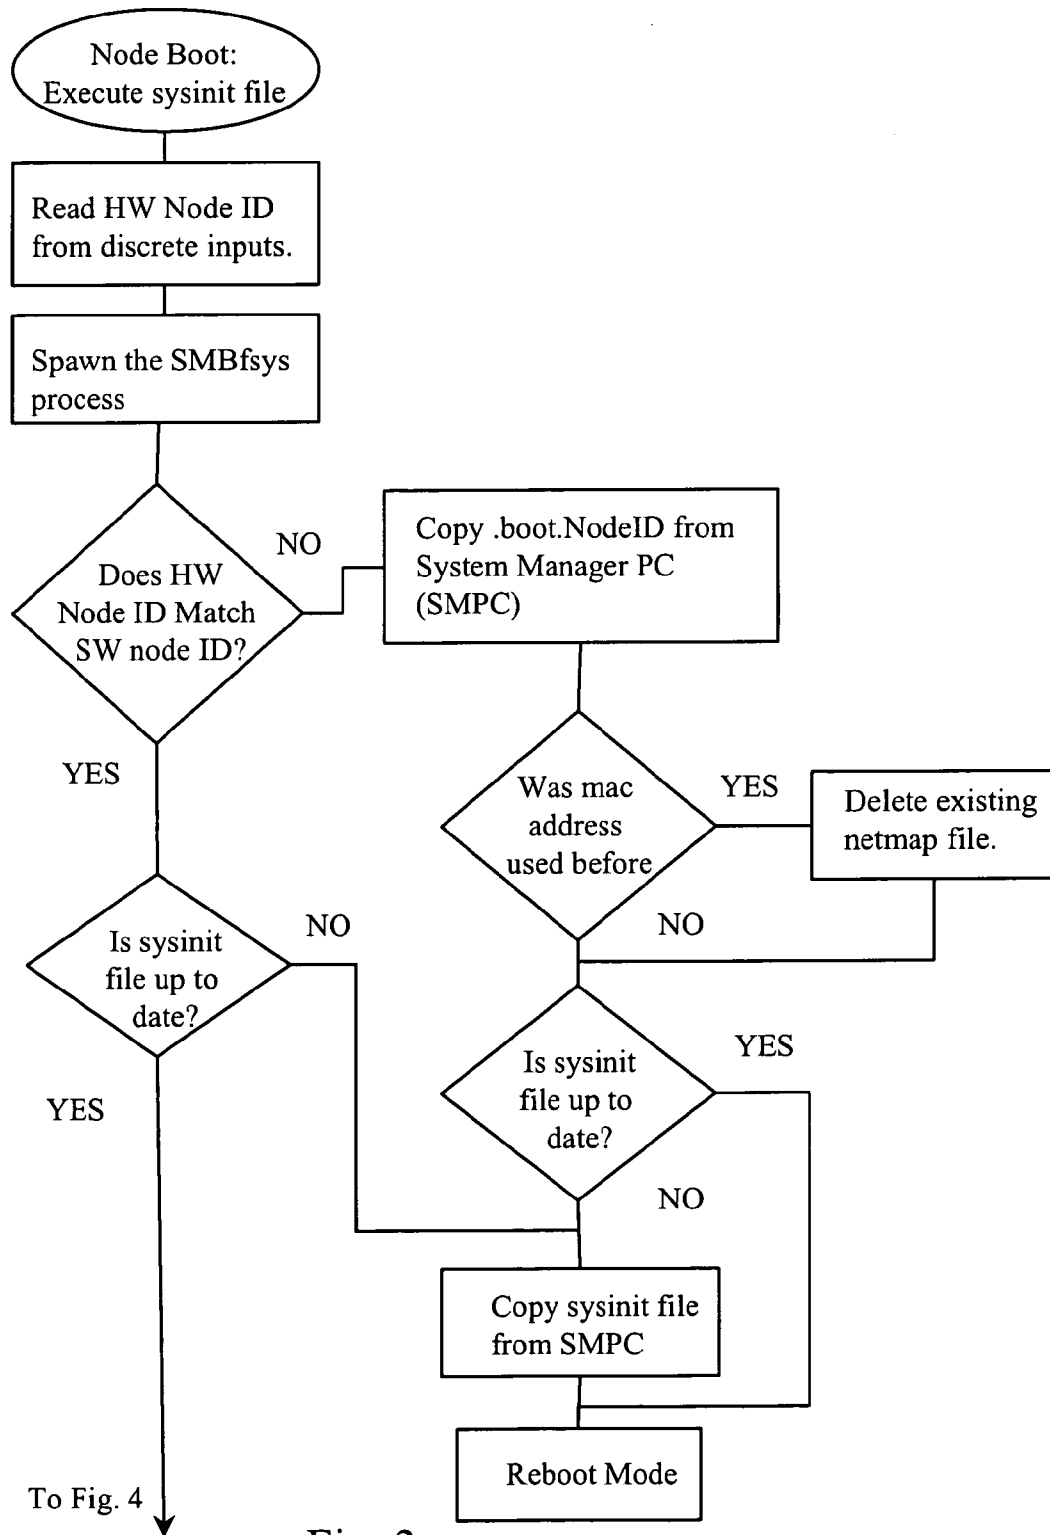 Node Boot:
Execute sysinit file
Read HW Node ID
from discrete inputs.
Spawn the SMBfsys
process
Does HW
Node ID Match
SW node ID?
NO
Copy .boot.NodeID from
System Manager PC
(SMPC)
YES
Was mac
address
used before
YES
Delete existing
netmap file.
NO
Is sysinit
file up to
date?
NO
YES
Is sysinit
file up to
date?
YES
NO
Copy sysinit file
from SMPC
Reboot Mode
To Fig. 4